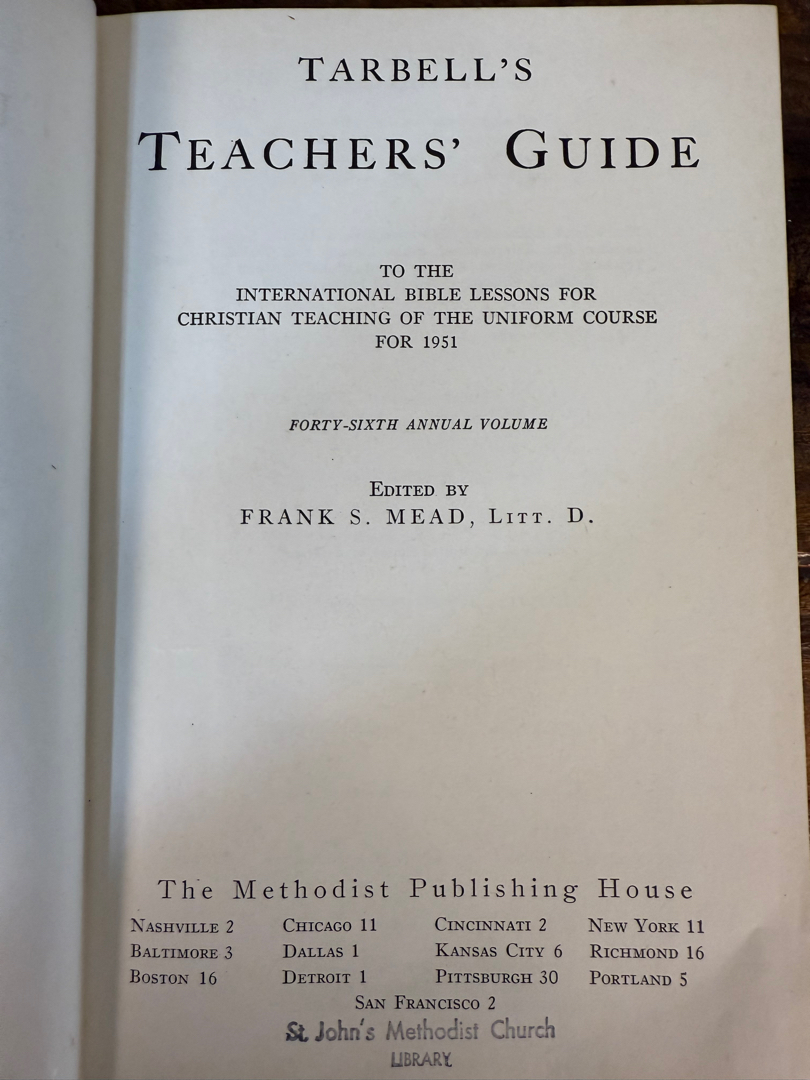 TARBELL'S
TEACHERS' GUIDE
TO THE
INTERNATIONAL BIBLE LESSONS FOR
CHRISTIAN TEACHING OF THE UNIFORM COURSE
FOR 1951
FORTY-SIXTH ANNUAL VOLUME
EDITED BY
FRANK S. MEAD, LITT. D.
The Methodist Publishing House
NASHVILLE 2 CHICAGO 11 CINCINNATI 2 NEW YORK 11
BALTIMORE 3 DALLAS 1 KANSAS CITY 6 RICHMOND 16
BOSTON 16 DETROIT 1 PITTSBURGH 30 PORTLAND 5
SAN FRANCISCO 2
St. John's Methodist Church
LIBRARY